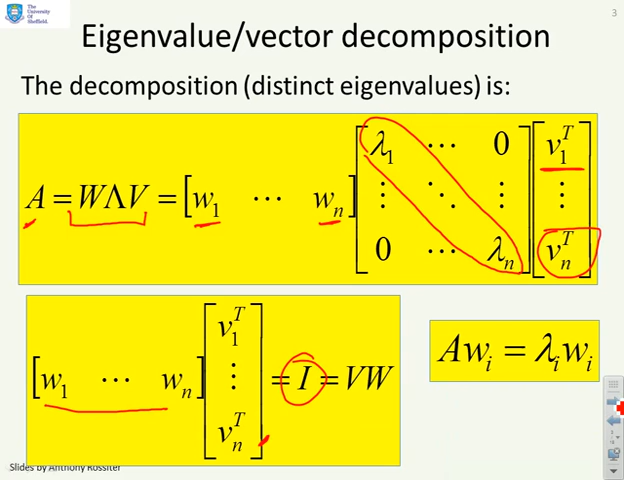 The
University
Of
Sheffield.
3
Eigenvalue/vector decomposition
The decomposition (distinct eigenvalues) is:
A = WΛV = [w₁ ⋯ wₙ] [λ₁ ⋯ 0; ⋮ ⋱ ⋮; 0 ⋯ λₙ] [v₁ᵀ; ⋮; vₙᵀ]
[w₁ ⋯ wₙ] [v₁ᵀ; ⋮; vₙᵀ] = I = VW
Awᵢ = λᵢwᵢ
Slides by Anthony Rossiter